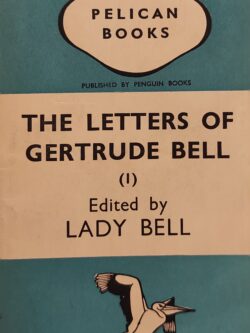 PELICAN
BOOKS
PUBLISHED BY PENGUIN BOOKS
THE LETTERS OF
GERTRUDE BELL
(I)
Edited by
LADY BELL